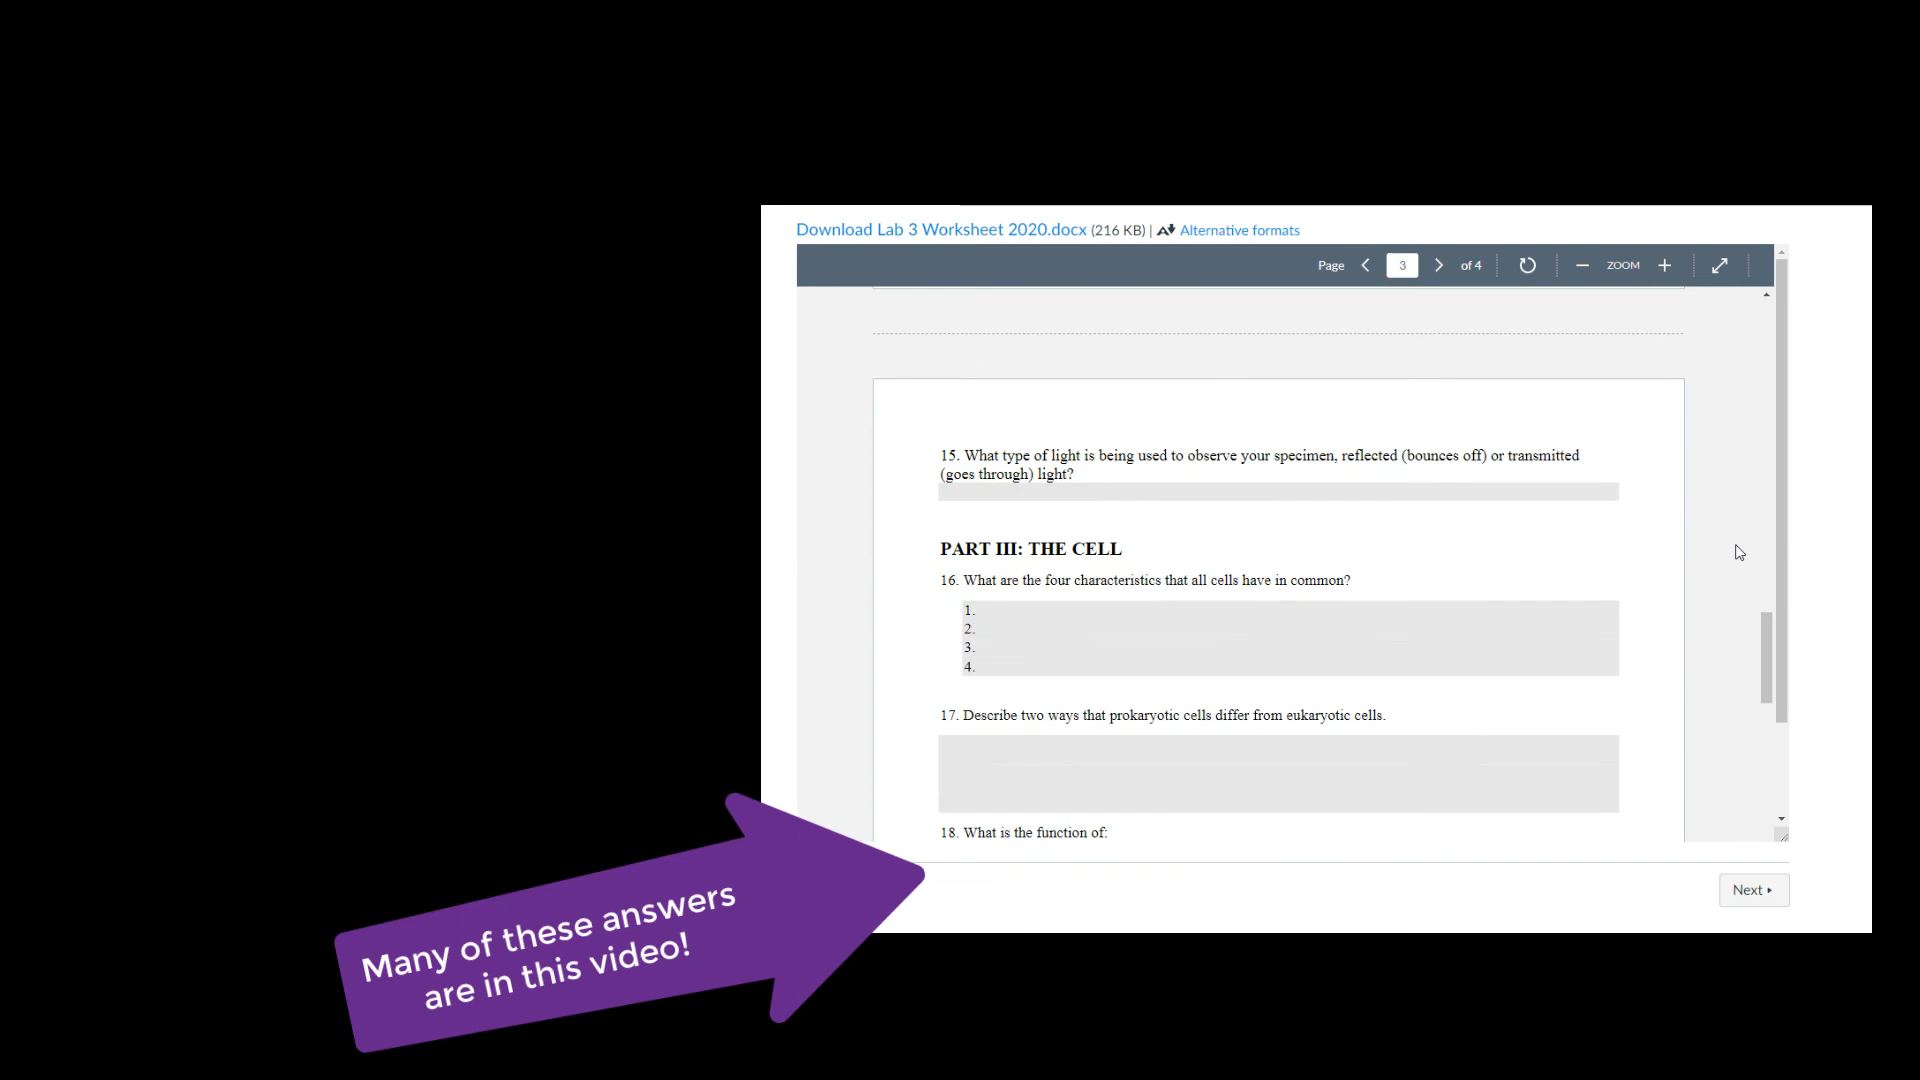 Download Lab 3 Worksheet 2020.docx (216 KB) | Alternative formats
Page 3 of 4 ZOOM
15. What type of light is being used to observe your specimen, reflected (bounces off) or transmitted
(goes through) light?
PART III: THE CELL
16. What are the four characteristics that all cells have in common?
1.
2.
3.
4.
17. Describe two ways that prokaryotic cells differ from eukaryotic cells.
18. What is the function of:
Next
Many of these answers
are in this video!